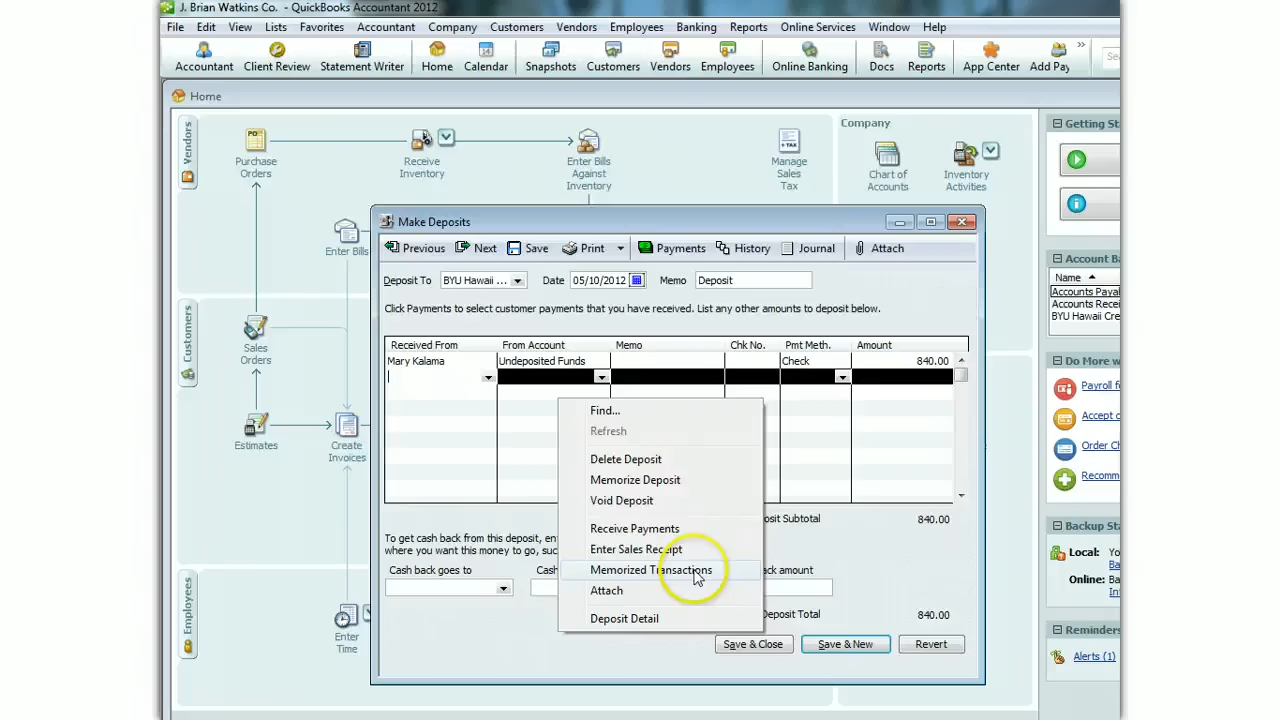 J. Brian Watkins Co. - QuickBooks Accountant 2012
File Edit View Lists Favorites Accountant Company Customers Vendors Employees Banking Reports Online Services Window Help
Accountant Client Review Statement Writer Home Calendar Snapshots Customers Vendors Employees Online Banking Docs Reports App Center Add Pay
Home
Vendors
PO
Purchase
Orders
Receive
Inventory
Enter Bills
Against
Inventory
+ TAX
Manage
Sales
Tax
Enter Bills
Company
Chart of
Accounts
Inventory
Activities
Customers
Sales
Orders
Estimates
Create
Invoices
Employees
Enter
Time
Make Deposits
Previous Next Save Print Payments History Journal Attach
Deposit To BYU Hawaii ... Date 05/10/2012 Memo Deposit
Click Payments to select customer payments that you have received. List any other amounts to deposit below.
Received From From Account Memo Chk No. Pmt Meth. Amount
Mary Kalama Undeposited Funds Check 840.00
Find...
Refresh
Delete Deposit
Memorize Deposit
Void Deposit
Receive Payments
Enter Sales Receipt
Memorized Transactions
Attach
Deposit Detail
posit Subtotal 840.00
To get cash back from this deposit, en
where you want this money to go, suc
Cash back goes to Cash ack amount
Deposit Total 840.00
Save & Close Save & New Revert
Getting St
Account Ba
Name
Accounts Payal
Accounts Recei
BYU Hawaii Cre
Do More w
Payroll f
Accept c
Order Ch
Recomm
Backup Sta
Local: Yo
Online: Ba
Reminders
Alerts (1)